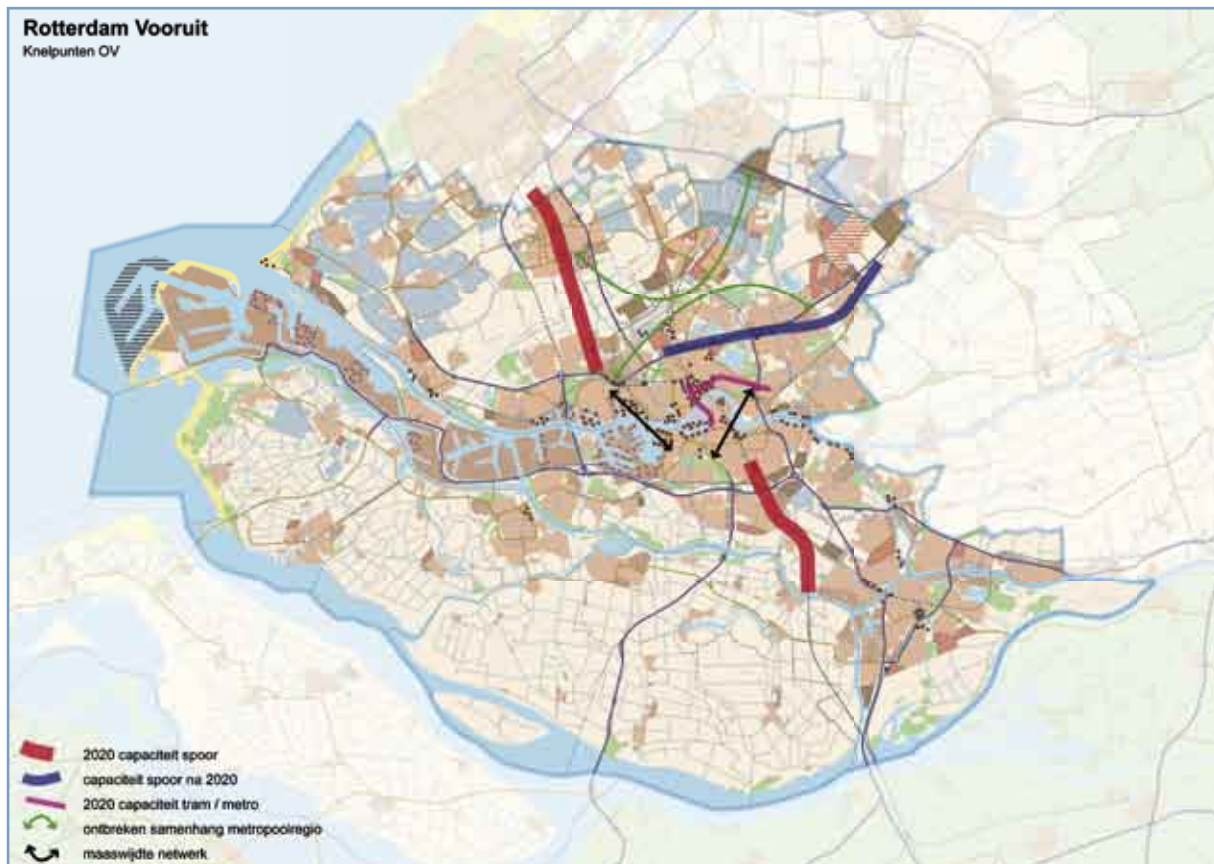 Rotterdam Vooruit
Knelpunten OV
2020 capaciteit spoor
capaciteit spoor na 2020
2020 capaciteit tram / metro
ontbreken samenhang metropoolregio
maaswijdte netwerk